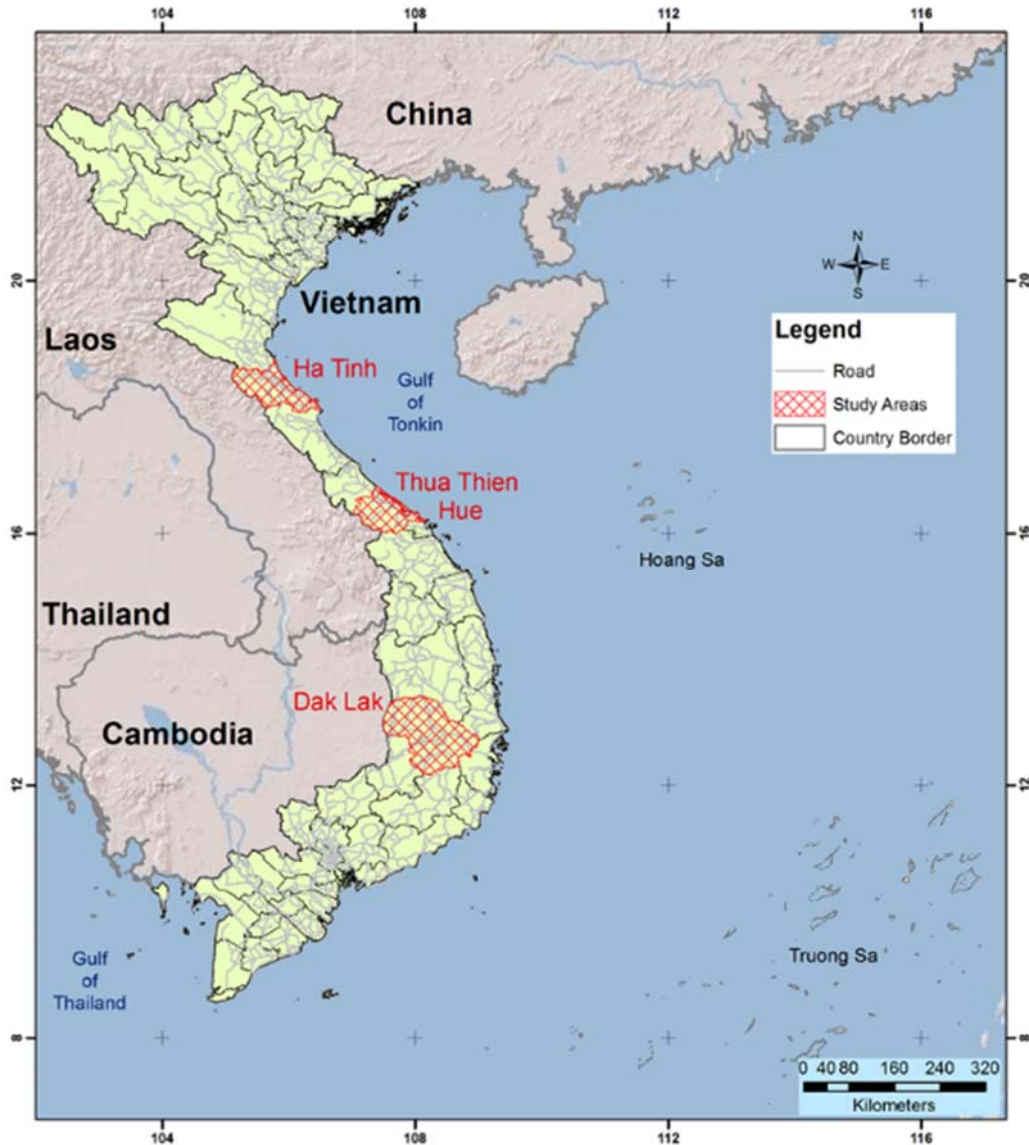 104
108
112
116
China
20
20
N
W E
S
Vietnam
Laos
Legend
Road
Study Areas
Country Border
Ha Tinh
Gulf
of
Tonkin
Thua Thien
Hue
16
16
Hoang Sa
Thailand
Dak Lak
Cambodia
12
12
Gulf
of
Thailand
Truong Sa
8
8
0 40 80 160 240 320
Kilometers
104
108
112
116